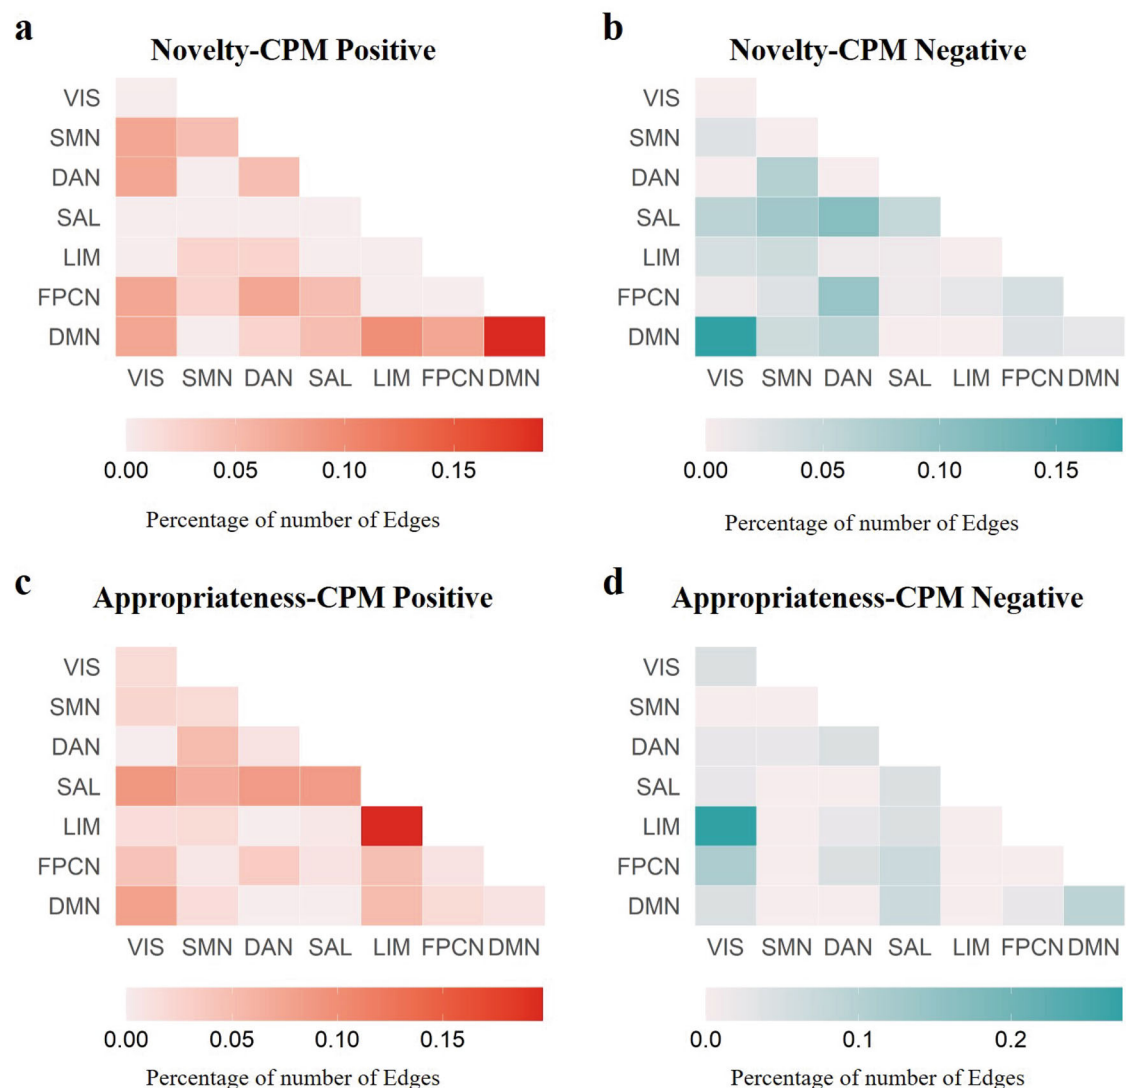 a
Novelty-CPM Positive
VIS
SMN
DAN
SAL
LIM
FPCN
DMN
VIS SMN DAN SAL LIM FPCN DMN
0.00 0.05 0.10 0.15
Percentage of number of Edges
b
Novelty-CPM Negative
VIS
SMN
DAN
SAL
LIM
FPCN
DMN
VIS SMN DAN SAL LIM FPCN DMN
0.00 0.05 0.10 0.15
Percentage of number of Edges
c
Appropriateness-CPM Positive
VIS
SMN
DAN
SAL
LIM
FPCN
DMN
VIS SMN DAN SAL LIM FPCN DMN
0.00 0.05 0.10 0.15
Percentage of number of Edges
d
Appropriateness-CPM Negative
VIS
SMN
DAN
SAL
LIM
FPCN
DMN
VIS SMN DAN SAL LIM FPCN DMN
0.0 0.1 0.2
Percentage of number of Edges